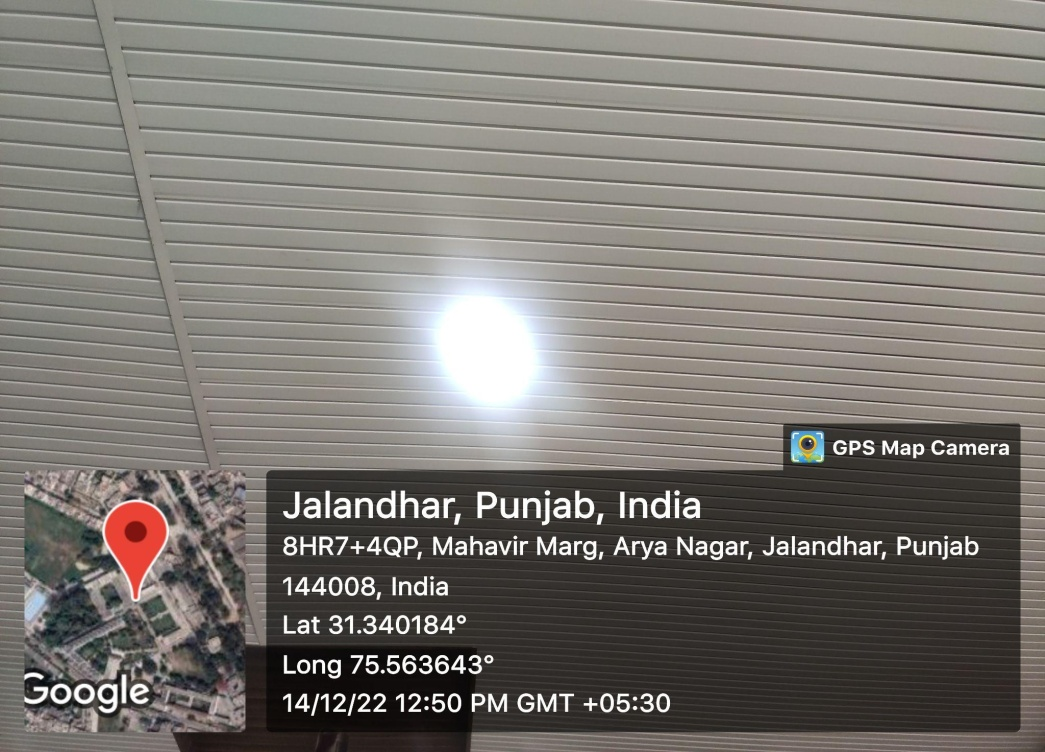 GPS Map Camera
Jalandhar, Punjab, India
8HR7+4QP, Mahavir Marg, Arya Nagar, Jalandhar, Punjab
144008, India
Lat 31.340184°
Long 75.563643°
14/12/22 12:50 PM GMT +05:30
Google